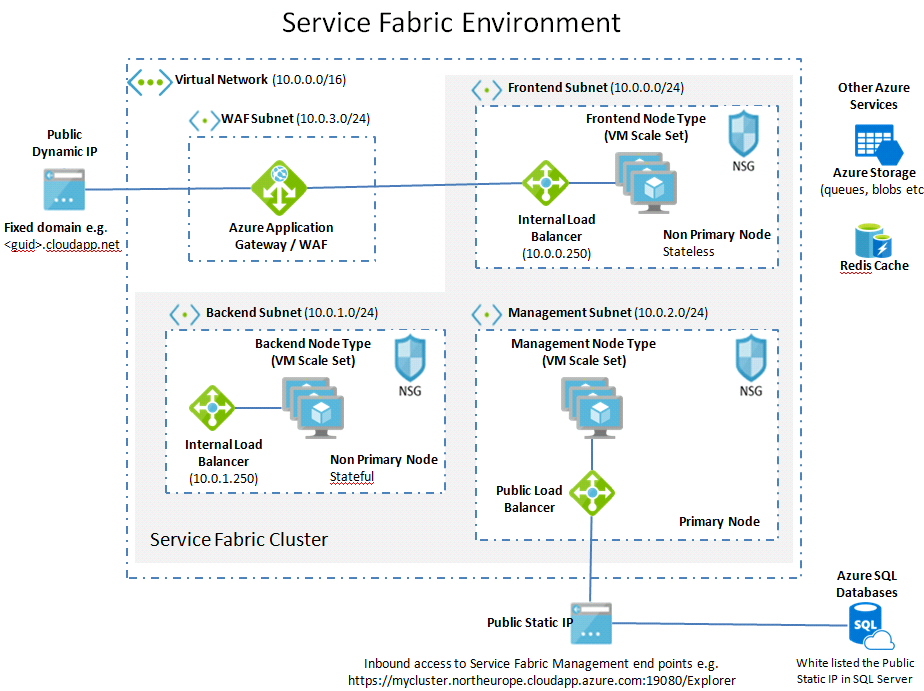 Service Fabric Environment
Virtual Network (10.0.0.0/16)
Frontend Subnet (10.0.0.0/24)
Other Azure
Services
WAF Subnet (10.0.3.0/24)
Frontend Node Type
(VM Scale Set)
NSG
Public
Dynamic IP
Azure Storage
(queues, blobs etc
Fixed domain e.g.
<guid>.cloudapp.net
Azure Application
Gateway / WAF
Internal Load
Balancer
(10.0.0.250)
Non Primary Node
Stateless
Redis Cache
Backend Subnet (10.0.1.0/24)
Management Subnet (10.0.2.0/24)
Backend Node Type
(VM Scale Set)
NSG
Management Node Type
(VM Scale Set)
NSG
Internal Load
Balancer
(10.0.1.250)
Non Primary Node
Stateful
Public Load
Balancer
Primary Node
Service Fabric Cluster
Azure SQL
Databases
SQL
Public Static IP
Inbound access to Service Fabric Management end points e.g.
https://mycluster.northeurope.cloudapp.azure.com:19080/Explorer
White listed the Public
Static IP in SQL Server